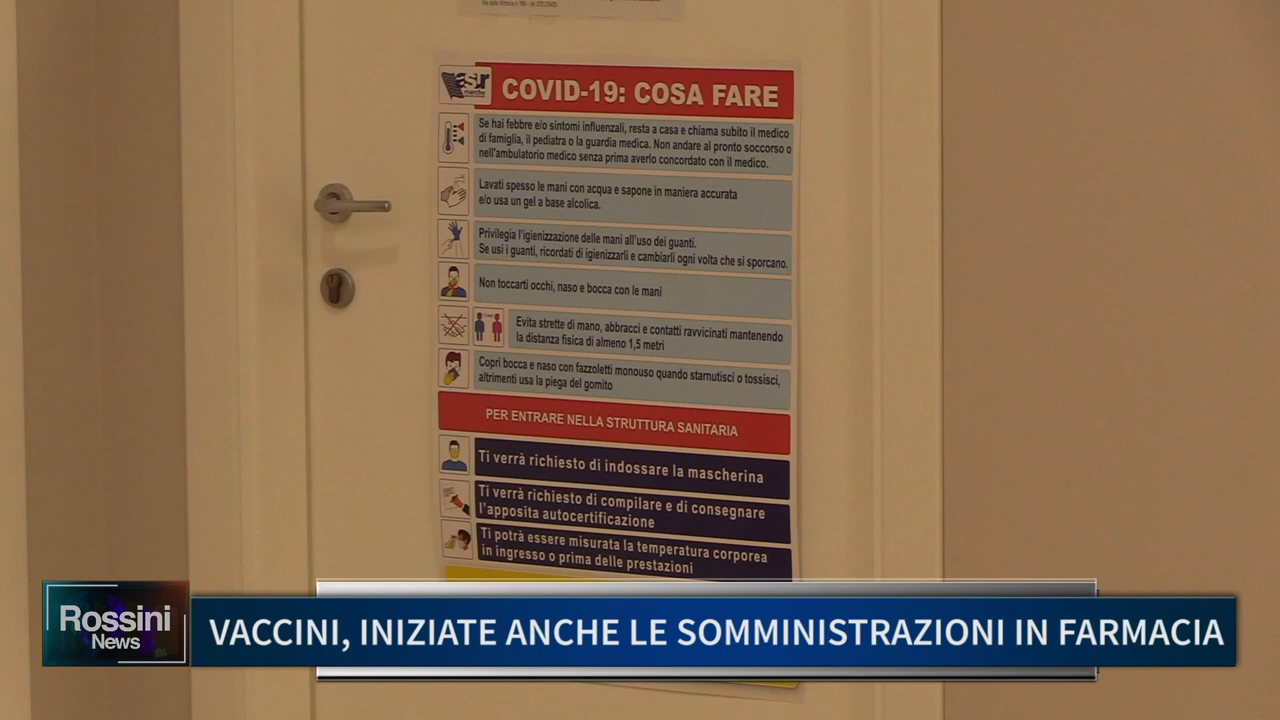 Via della Vittoria n.
asur
marche
COVID-19: COSA FARE
Se hai febbre e/o sintomi influenzali, resta a casa e chiama subito il medico
di famiglia, il pediatra o la guardia medica. Non andare al pronto soccorso o
nell'ambulatorio medico senza prima averlo concordato con il medico.
Lavati spesso le mani con acqua e sapone in maniera accurata
e/o usa un gel a base alcolica.
Privilegia l'igienizzazione delle mani all'uso dei guanti.
Se usi i guanti, ricordati di igienizzarli e cambiarli ogni volta che si sporcano.
Non toccarti occhi, naso e bocca con le mani
Evita strette di mano, abbracci e contatti ravvicinati mantenendo
la distanza fisica di almeno 1,5 metri
Copri bocca e naso con fazzoletti monouso quando starnutisci o tossisci,
altrimenti usa la piega del gomito
PER ENTRARE NELLA STRUTTURA SANITARIA
Ti verrà richiesto di indossare la mascherina
Ti verrà richiesto di compilare e di consegnare
l'apposita autocertificazione
Ti potrà essere misurata la temperatura corporea
in ingresso o prima delle prestazioni
Rossini
News
VACCINI, INIZIATE ANCHE LE SOMMINISTRAZIONI IN FARMACIA